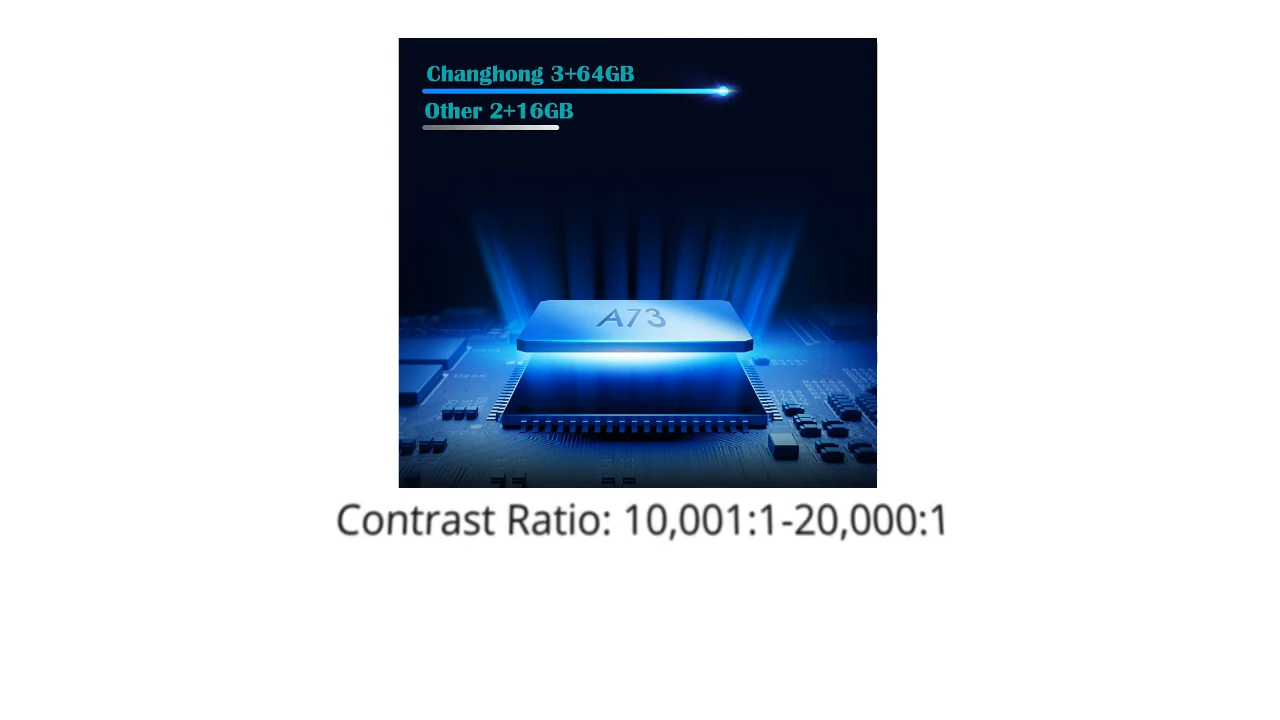 Changhong 3+64GB
Other 2+16GB
A73
Contrast Ratio: 10,001:1-20,000:1